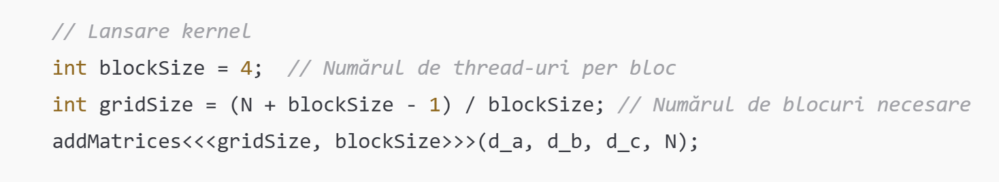 // Lansare kernel
int blockSize = 4;  // Numărul de thread-uri per bloc
int gridSize = (N + blockSize - 1) / blockSize; // Numărul de blocuri necesare
addMatrices<<<gridSize, blockSize>>>(d_a, d_b, d_c, N);